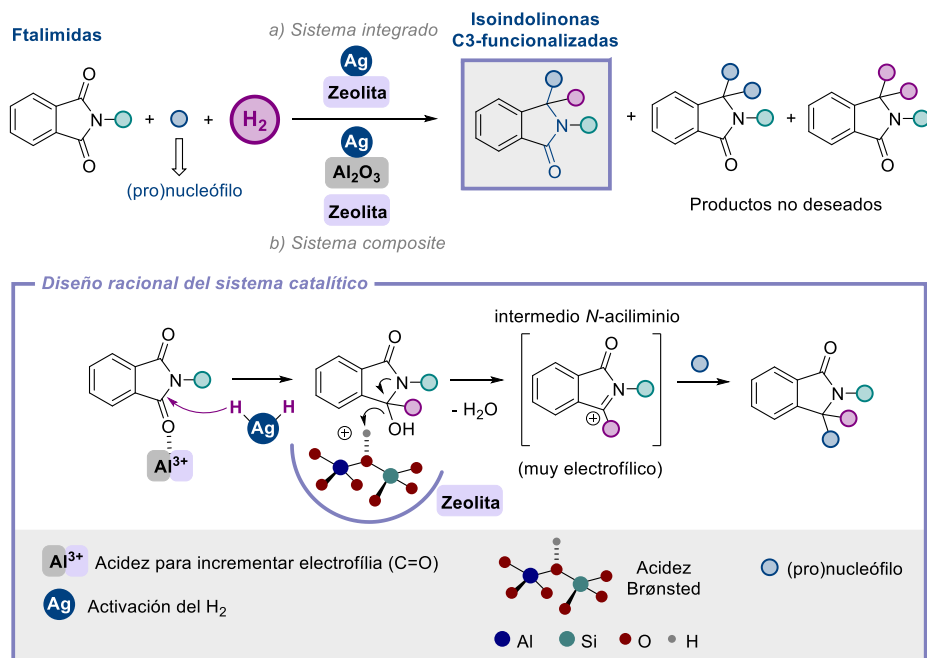 a) Sistema integrado
Isoindolinonas
C3-funcionalizadas
Ftalimidas
Ag
Zeolita
O
N
O
+
+
H2
Ag
Al2O3
Zeolita
b) Sistema composite
(pro)nucleófilo
N
O
+
N
O
+
N
O
Productos no deseados
Diseño racional del sistema catalítico
intermedio N-aciliminio
O
N
O
Al3+
H H
Ag
O
N
OH
+
H
Zeolita
- H2O
O
N
+
(muy electrofílico)
O
N
Al3+ Acidez para incrementar electrofília (C=O)
Ag Activación del H2
H
Acidez
Brønsted
(pro)nucleófilo
Al Si O H